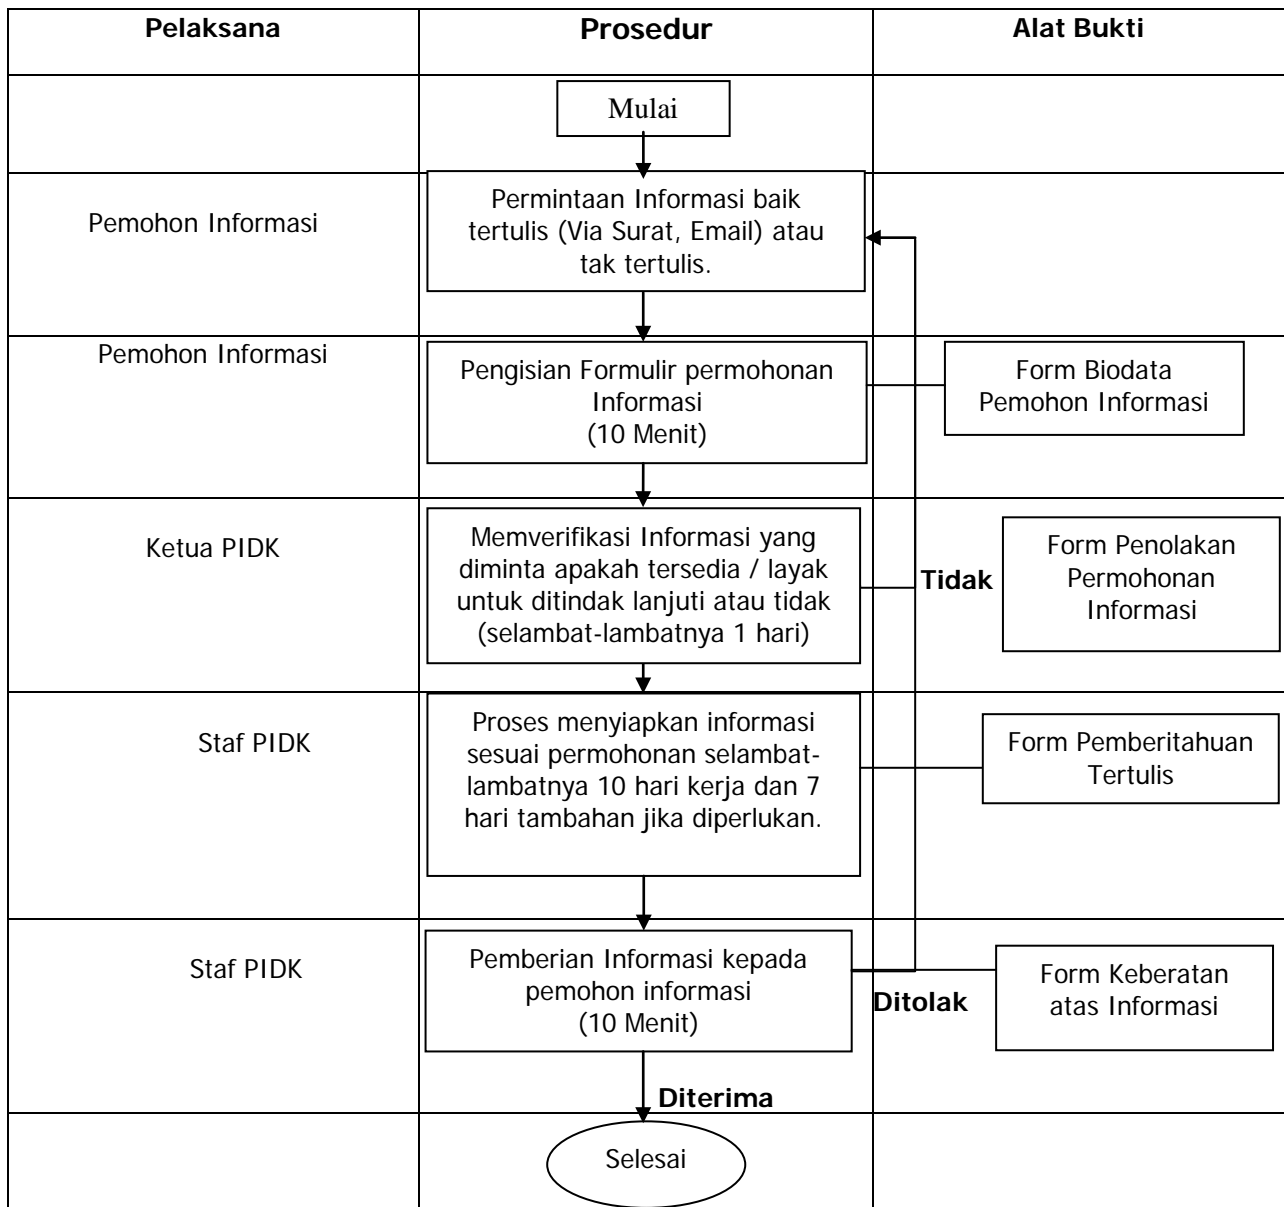 Pelaksana
Prosedur
Alat Bukti
Mulai
Pemohon Informasi
Permintaan Informasi baik
tertulis (Via Surat, Email) atau
tak tertulis.
Pemohon Informasi
Pengisian Formulir permohonan
Informasi
(10 Menit)
Form Biodata
Pemohon Informasi
Ketua PIDK
Memverifikasi Informasi yang
diminta apakah tersedia / layak
untuk ditindak lanjuti atau tidak
(selambat-lambatnya 1 hari)
Tidak
Form Penolakan
Permohonan
Informasi
Staf PIDK
Proses menyiapkan informasi
sesuai permohonan selambat-
lambatnya 10 hari kerja dan 7
hari tambahan jika diperlukan.
Form Pemberitahuan
Tertulis
Staf PIDK
Pemberian Informasi kepada
pemohon informasi
(10 Menit)
Ditolak
Form Keberatan
atas Informasi
Diterima
Selesai